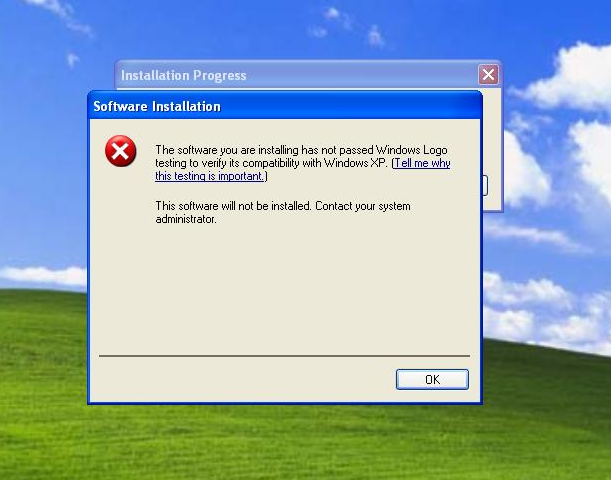 Installation Progress
Software Installation
The software you are installing has not passed Windows Logo
testing to verify its compatibility with Windows XP. (Tell me why
this testing is important.)
This software will not be installed. Contact your system
administrator.
OK